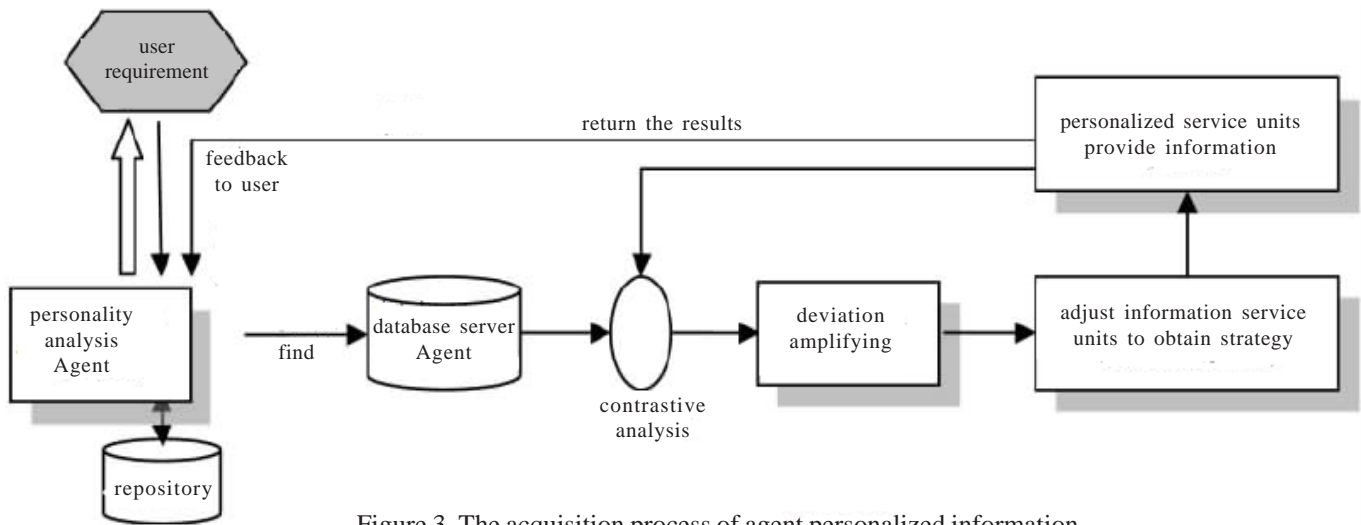 user
requirement
return the results
personalized service units
provide information
feedback
to user
personality
analysis
Agent
find
database server
Agent
contrastive
analysis
deviation
amplifying
adjust information service
units to obtain strategy
repository
Figure 3. The acquisition process of agent personalized information